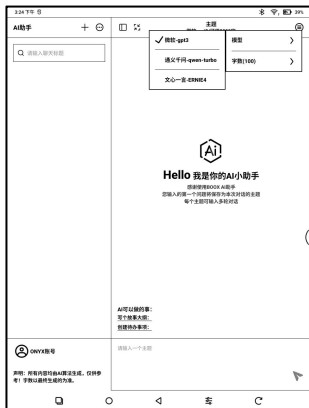 3:24 下午
39%
AI助手
主题
请输入聊天标题
微软-gpt3
通义千问-qwen-turbo
文心一言-ERNIE4
模型
字数(100)
Ai
Hello 我是你的AI小助手
感谢使用BOOX AI助手
您输入的第一个问题将保存为本次对话的主题
每个主题可输入多轮对话
AI可以做的事:
写个故事大纲:
创建待办事项:
ONYX账号
请输入一个主题
声明: 所有内容均由AI算法生成, 仅供参
考! 字数以最终生成的为准。